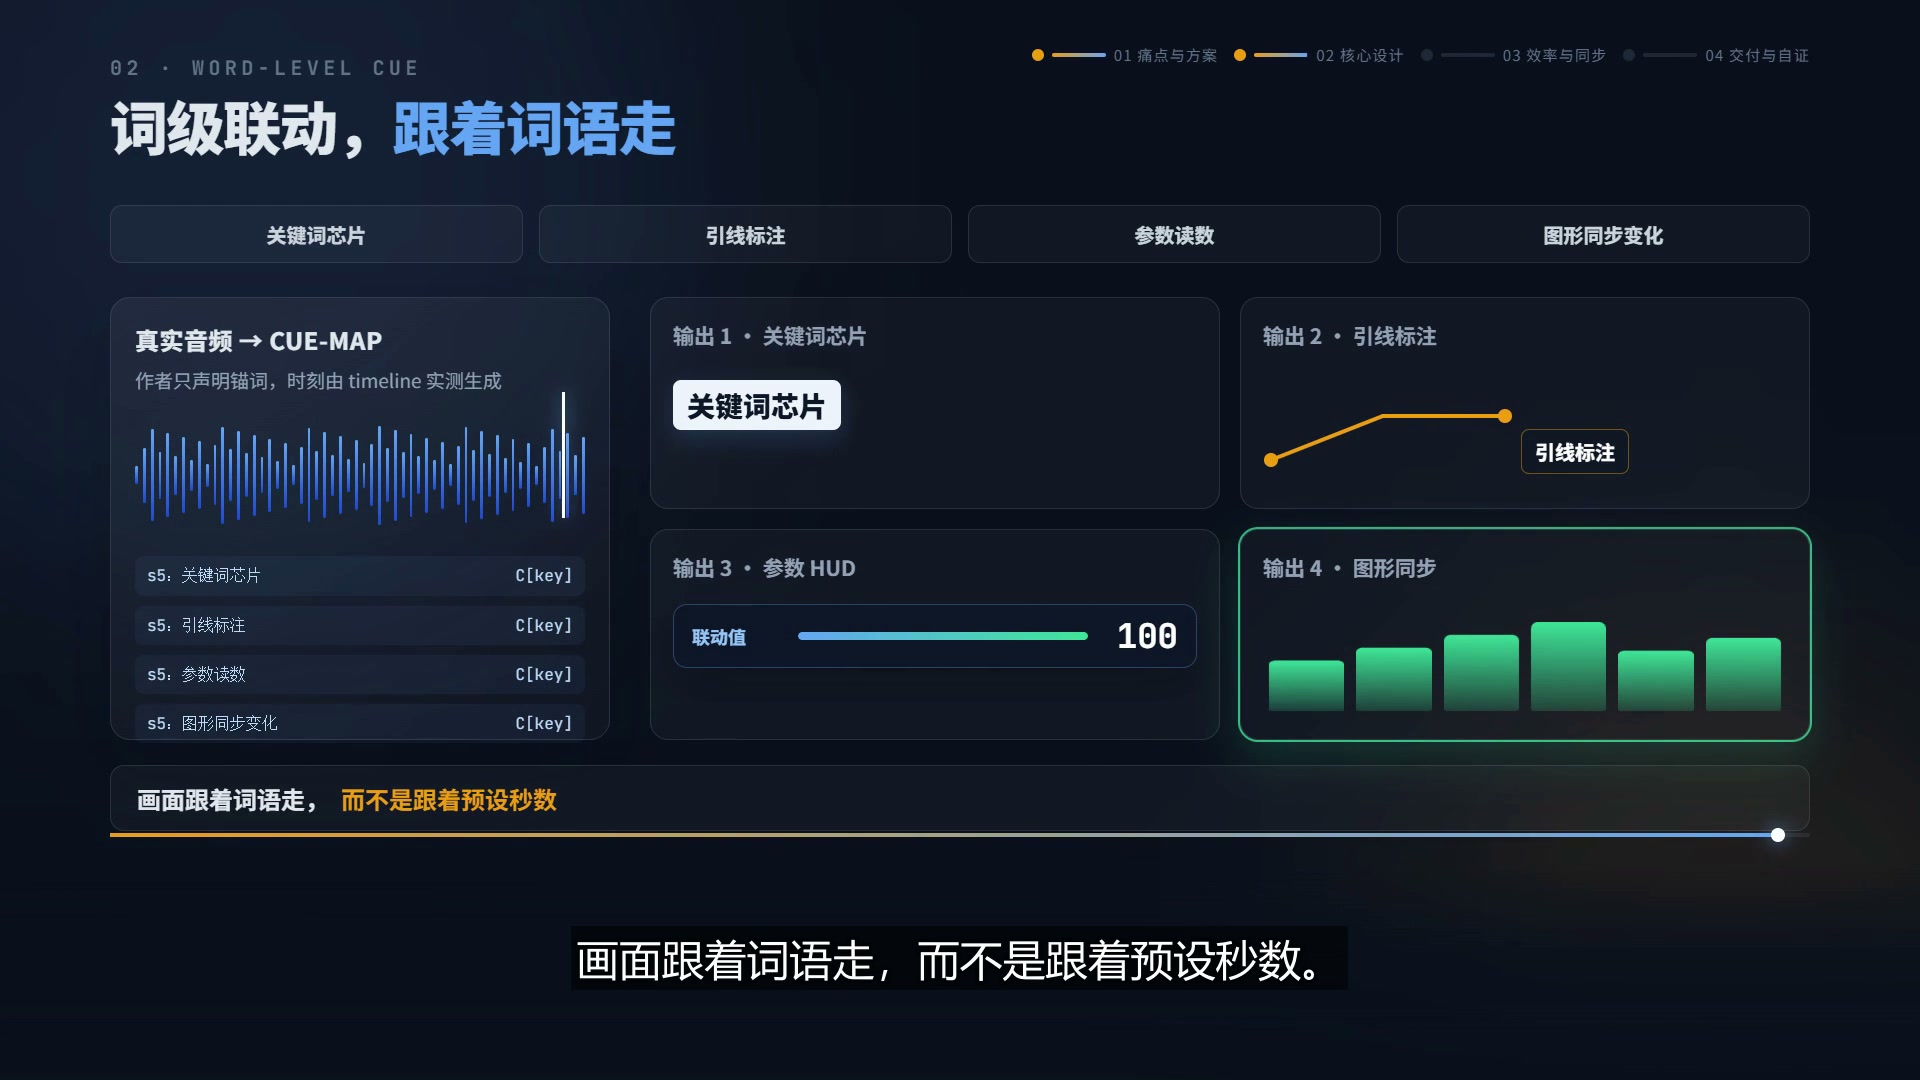 02 · WORD-LEVEL CUE
01 痛点与方案
02 核心设计
03 效率与同步
04 交付与自证
词级联动，跟着词语走
关键词芯片
引线标注
参数读数
图形同步变化
真实音频 → CUE-MAP
作者只声明锚词，时刻由 timeline 实测生成
s5: 关键词芯片 C[key]
s5: 引线标注 C[key]
s5: 参数读数 C[key]
s5: 图形同步变化 C[key]
输出 1 · 关键词芯片
关键词芯片
输出 2 · 引线标注
引线标注
输出 3 · 参数 HUD
联动值 100
输出 4 · 图形同步
画面跟着词语走， 而不是跟着预设秒数
画面跟着词语走，而不是跟着预设秒数。